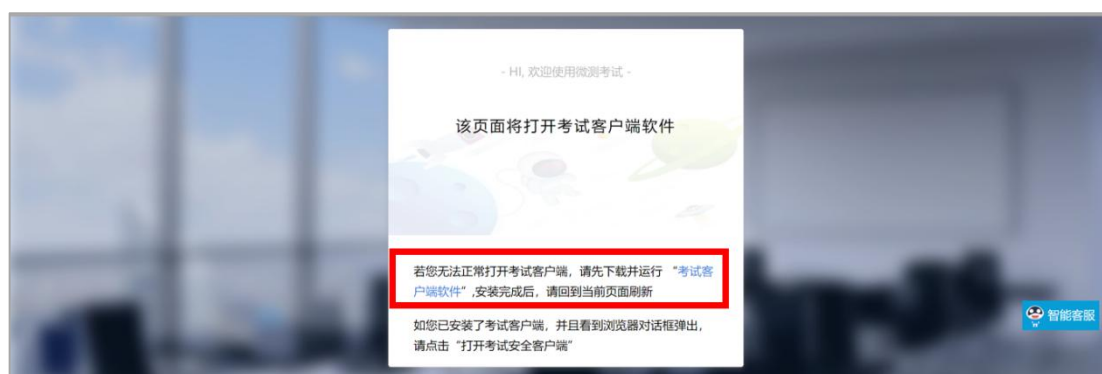 - HI, 欢迎使用微测考试 -
该页面将打开考试客户端软件
若您无法正常打开考试客户端，请先下载并运行 “考试客
户端软件”,安装完成后，请回到当前页面刷新
如您已安装了考试客户端，并且看到浏览器对话框弹出，
请点击“打开考试安全客户端”
智能客服